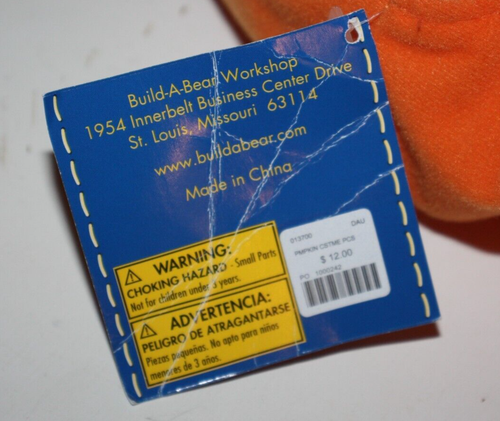 Build-A-Bear Workshop
1954 Innerbelt Business Center Drive
St. Louis, Missouri 63114
www.buildabear.com
Made in China
WARNING:
CHOKING HAZARD - Small Parts
Not for children under 3 years.
ADVERTENCIA:
PELIGRO DE ATRAGANTARSE
Piezas pequeñas. No apto para niños
menores de 3 años.
013700 DAU
PMPKIN CSTME PCS
$ 12.00
PO 1000242